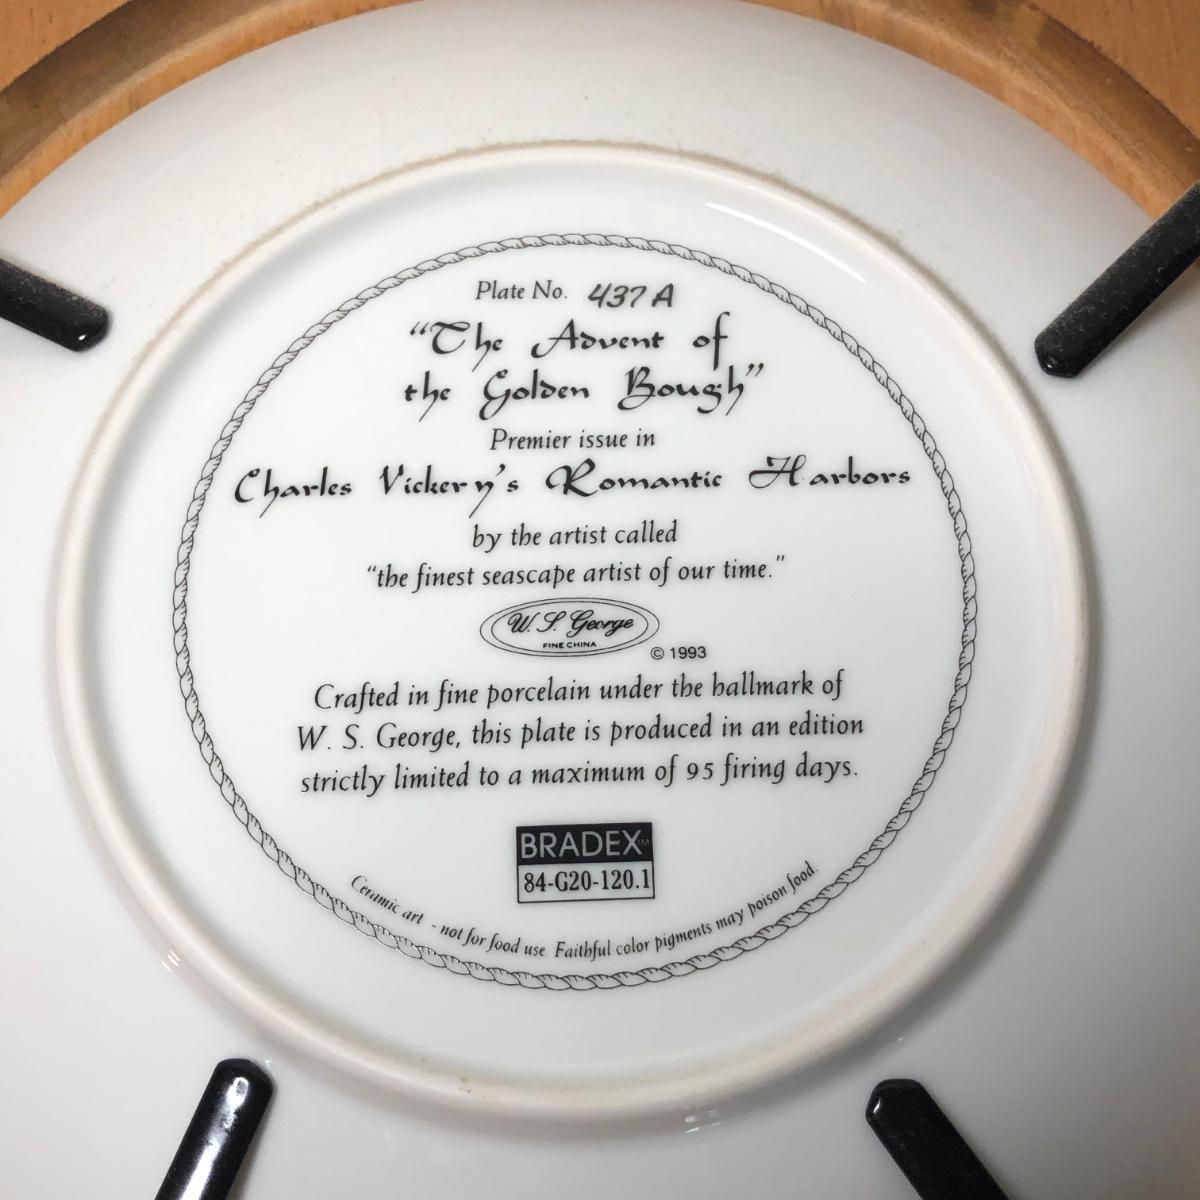 Plate No. 437 A
“The Advent of
the Golden Bough”
Premier issue in
Charles Vickery's Romantic Harbors
by the artist called
“the finest seascape artist of our time.”
W. S. George
FINE CHINA
© 1993
Crafted in fine porcelain under the hallmark of
W. S. George, this plate is produced in an edition
strictly limited to a maximum of 95 firing days.
BRADEX™
84-G20-120.1
Ceramic art - not for food use. Faithful color pigments may poison food.